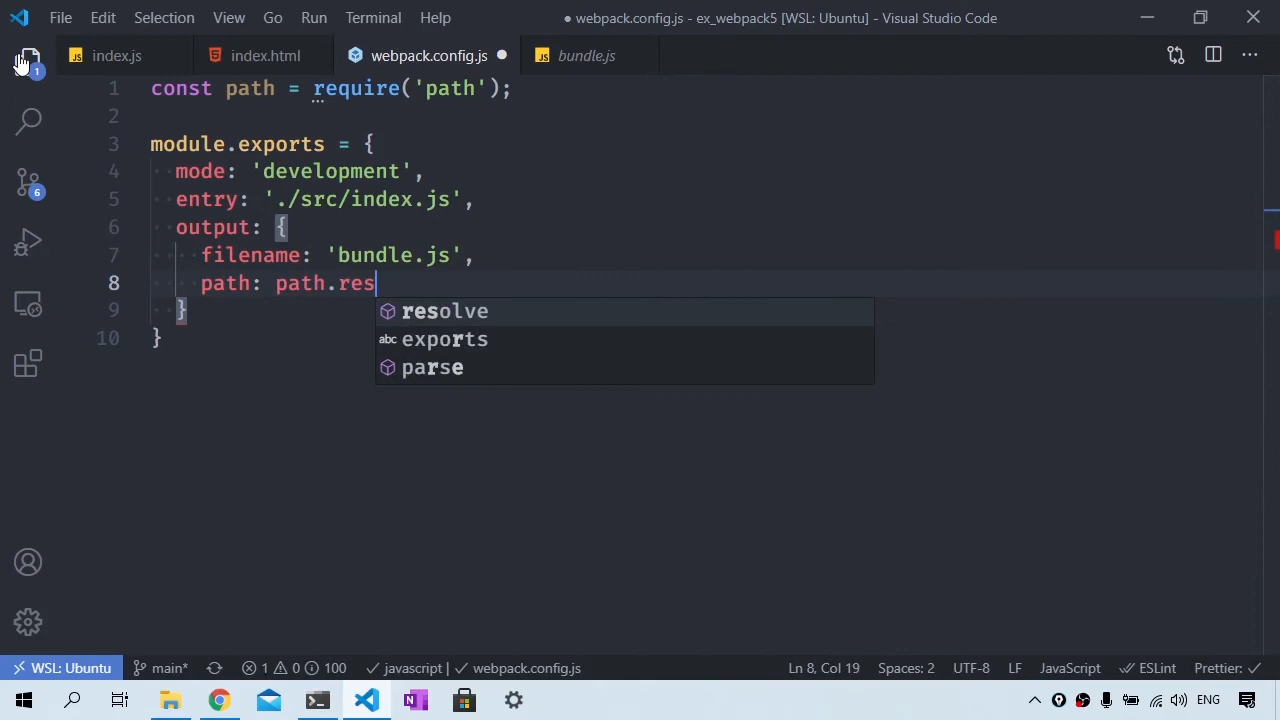 File Edit Selection View Go Run Terminal Help ● webpack.config.js - ex_webpack5 [WSL: Ubuntu] - Visual Studio Code
index.js index.html webpack.config.js bundle.js
1
6
1 const path = require('path');
2
3 module.exports = {
4 mode: 'development',
5 entry: './src/index.js',
6 output: {
7 filename: 'bundle.js',
8 path: path.res
9 }
10 }
resolve
abc exports
parse
WSL: Ubuntu main* 1 0 100 javascript | webpack.config.js Ln 8, Col 19 Spaces: 2 UTF-8 LF JavaScript ESLint Prettier:
ENG